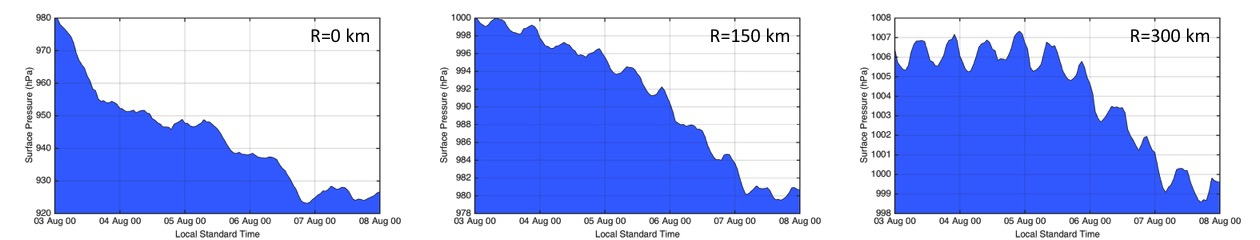 980
970
960
950
940
930
920
Surface Pressure (hPa)
R=0 km
03 Aug 00 04 Aug 00 05 Aug 00 06 Aug 00 07 Aug 00 08 Aug 00
Local Standard Time
1000
998
996
994
992
990
988
986
984
982
980
978
Surface Pressure (hPa)
R=150 km
03 Aug 00 04 Aug 00 05 Aug 00 06 Aug 00 07 Aug 00 08 Aug 00
Local Standard Time
1008
1007
1006
1005
1004
1003
1002
1001
1000
999
998
Surface Pressure (hPa)
R=300 km
03 Aug 00 04 Aug 00 05 Aug 00 06 Aug 00 07 Aug 00 08 Aug 00
Local Standard Time